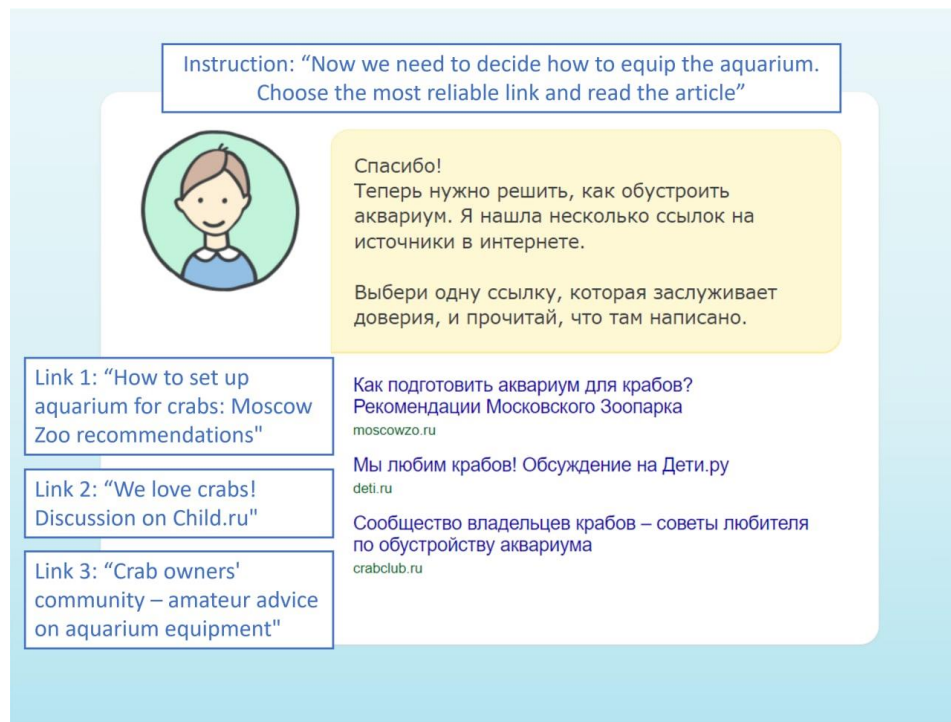 Instruction: “Now we need to decide how to equip the aquarium.
Choose the most reliable link and read the article”
Спасибо!
Теперь нужно решить, как обустроить
аквариум. Я нашла несколько ссылок на
источники в интернете.
Выбери одну ссылку, которая заслуживает
доверия, и прочитай, что там написано.
Link 1: “How to set up
aquarium for crabs: Moscow
Zoo recommendations"
Как подготовить аквариум для крабов?
Рекомендации Московского Зоопарка
moscowzo.ru
Link 2: “We love crabs!
Discussion on Child.ru"
Мы любим крабов! Обсуждение на Дети.ру
deti.ru
Link 3: “Crab owners'
community – amateur advice
on aquarium equipment"
Сообщество владельцев крабов – советы любителя
по обустройству аквариума
crabclub.ru